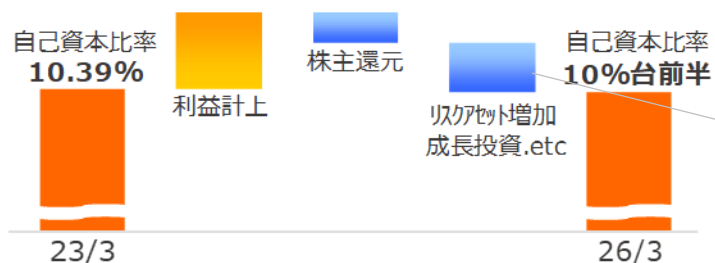 自己資本比率
10.39%
利益計上
株主還元
リスクアセット増加
成長投資.etc
自己資本比率
10%台前半
23/3
26/3